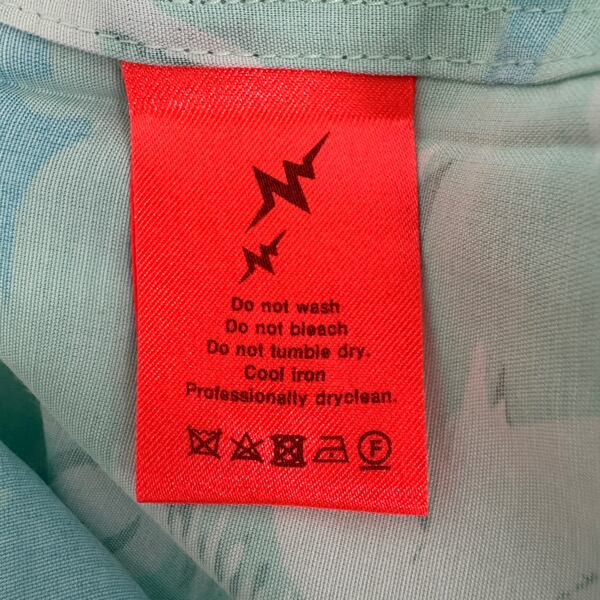 Do not wash
Do not bleach
Do not tumble dry.
Cool iron
Professionally dryclean.
F